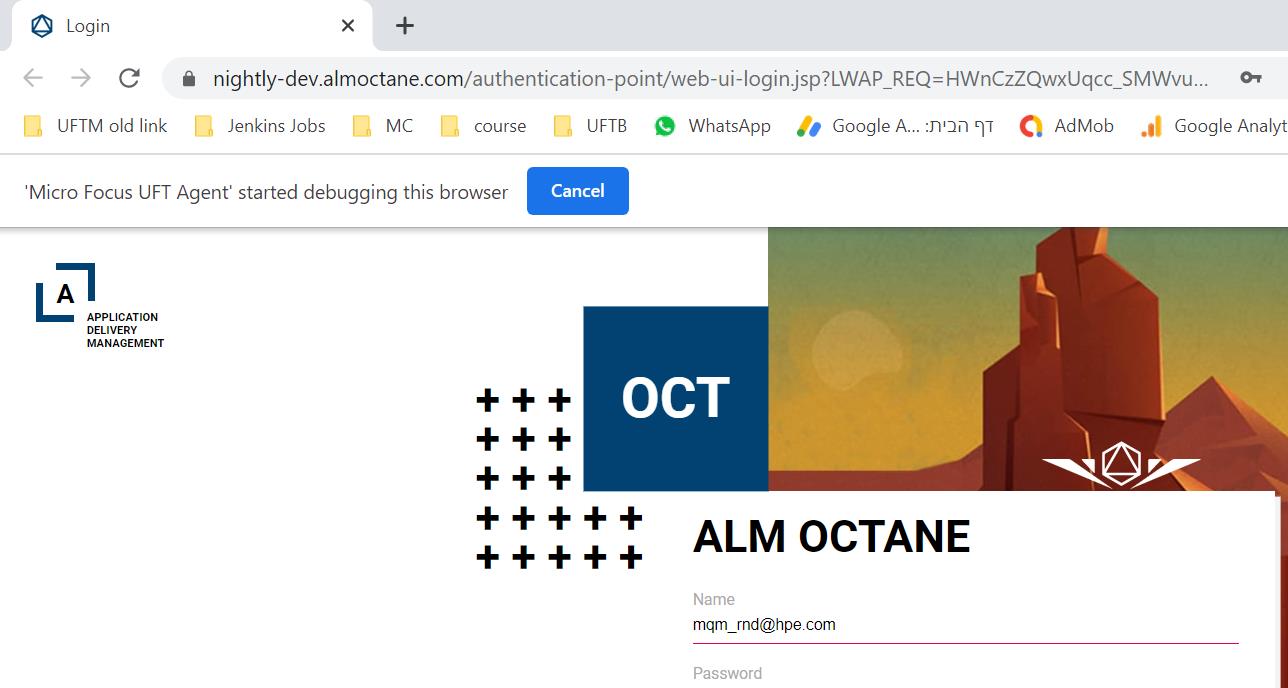 Login
nightly-dev.almoctane.com/authentication-point/web-ui-login.jsp?LWAP_REQ=HWnCzZQwxUqcc_SMWvu...
UFTM old link Jenkins Jobs MC course UFTB WhatsApp Google A... :דף הבית AdMob Google Analyt
'Micro Focus UFT Agent' started debugging this browser Cancel
A
APPLICATION
DELIVERY
MANAGEMENT
OCT
ALM OCTANE
Name
mqm_rnd@hpe.com
Password